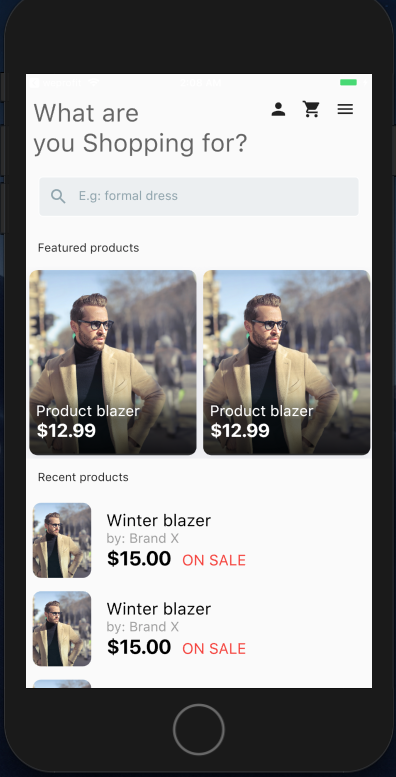 What are
you Shopping for?
E.g: formal dress
Featured products
Product blazer
$12.99
Product blazer
$12.99
Recent products
Winter blazer
by: Brand X
$15.00 ON SALE
Winter blazer
by: Brand X
$15.00 ON SALE